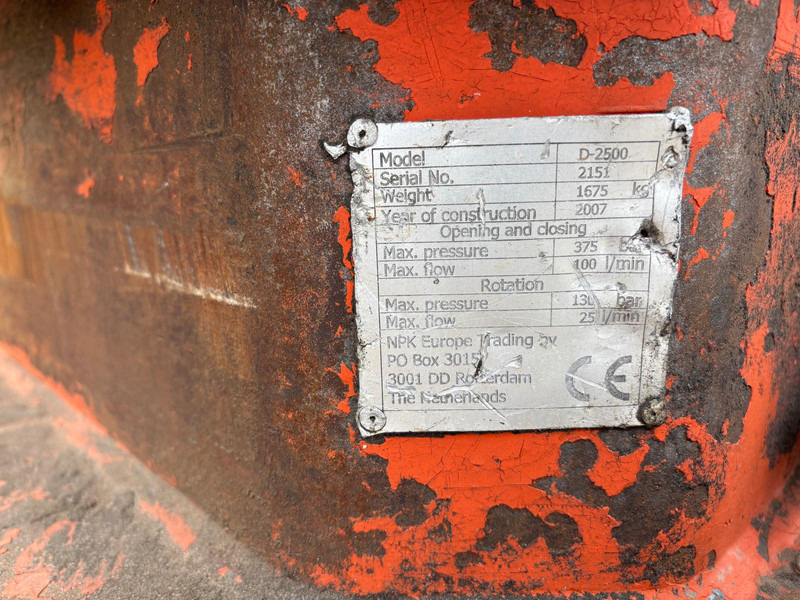 Model D-2500
Serial No. 2151
Weight 1675 kg
Year of construction 2007
Opening and closing
Max. pressure 375
Max. flow 100 l/min
Rotation
Max. pressure 130 bar
Max. flow 25 l/min
NPK Europe Trading bv
PO Box 3015
3001 DD Rotterdam
The Netherlands
CE